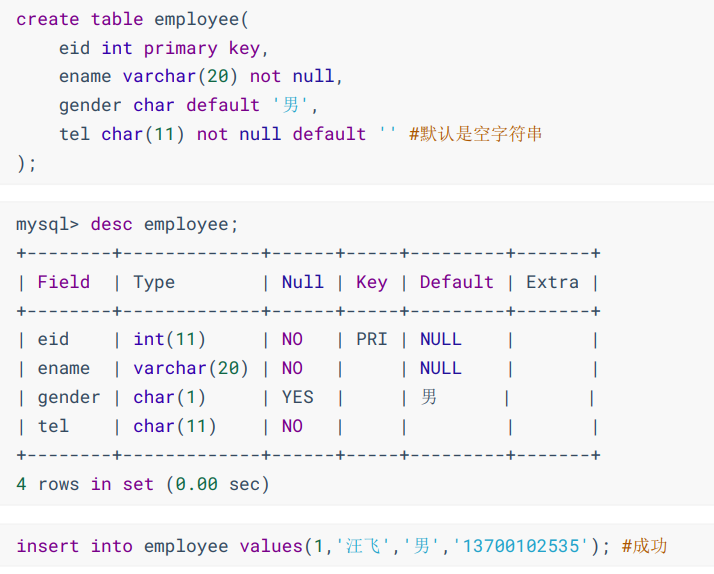 create table employee(
    eid int primary key,
    ename varchar(20) not null,
    gender char default '男',
    tel char(11) not null default '' #默认是空字符串
);
mysql> desc employee;
+--------+-------------+------+-----+---------+-------+
| Field  | Type        | Null | Key | Default | Extra |
+--------+-------------+------+-----+---------+-------+
| eid    | int(11)     | NO   | PRI | NULL    |       |
| ename  | varchar(20) | NO   |     | NULL    |       |
| gender | char(1)     | YES  |     | 男      |       |
| tel    | char(11)    | NO   |     |         |       |
+--------+-------------+------+-----+---------+-------+
4 rows in set (0.00 sec)
insert into employee values(1,'汪飞','男','13700102535'); #成功